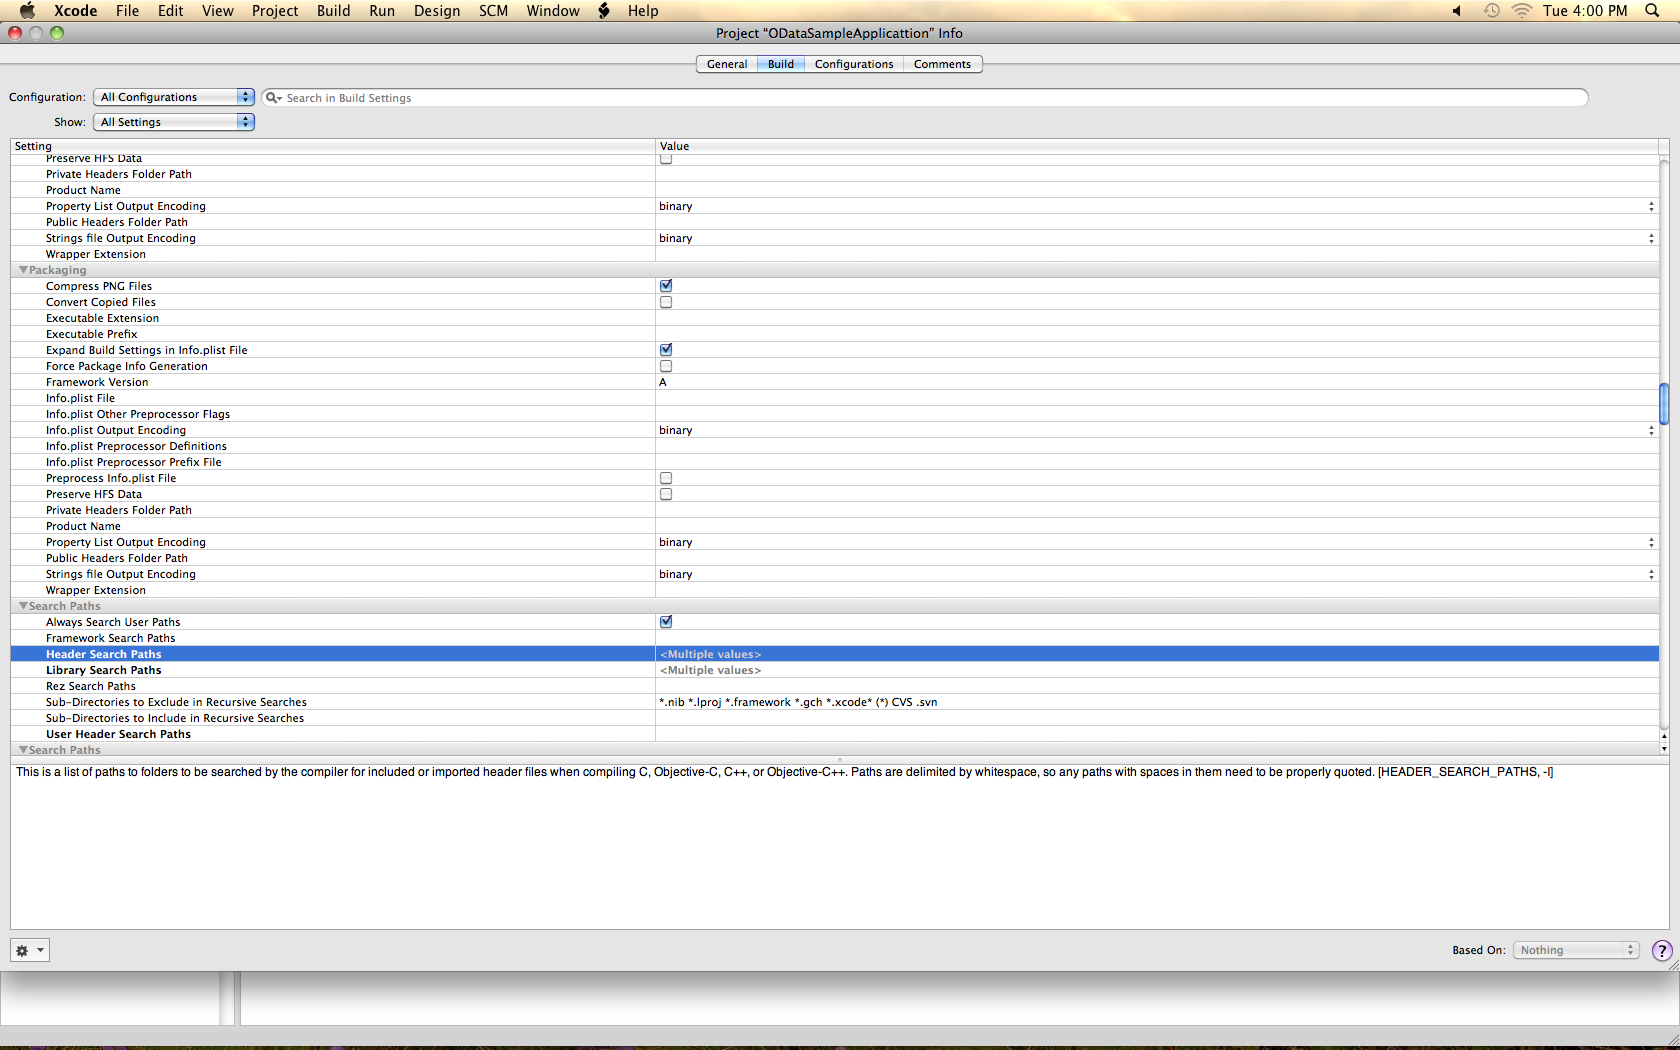 Xcode File Edit View Project Build Run Design SCM Window Help Tue 4:00 PM
Project “ODataSampleApplicattion” Info
General Build Configurations Comments
Configuration: All Configurations Search in Build Settings
Show: All Settings
Setting Value
Preserve HFS Data
Private Headers Folder Path
Product Name
Property List Output Encoding binary
Public Headers Folder Path
Strings file Output Encoding binary
Wrapper Extension
Packaging
Compress PNG Files
Convert Copied Files
Executable Extension
Executable Prefix
Expand Build Settings in Info.plist File
Force Package Info Generation
Framework Version A
Info.plist File
Info.plist Other Preprocessor Flags
Info.plist Output Encoding binary
Info.plist Preprocessor Definitions
Info.plist Preprocessor Prefix File
Preprocess Info.plist File
Preserve HFS Data
Private Headers Folder Path
Product Name
Property List Output Encoding binary
Public Headers Folder Path
Strings file Output Encoding binary
Wrapper Extension
Search Paths
Always Search User Paths
Framework Search Paths
Header Search Paths <Multiple values>
Library Search Paths <Multiple values>
Rez Search Paths
Sub-Directories to Exclude in Recursive Searches *.nib *.lproj *.framework *.gch *.xcode* (*) CVS .svn
Sub-Directories to Include in Recursive Searches
User Header Search Paths
Search Paths
This is a list of paths to folders to be searched by the compiler for included or imported header files when compiling C, Objective-C, C++, or Objective-C++. Paths are delimited by whitespace, so any paths with spaces in them need to be properly quoted. [HEADER_SEARCH_PATHS, -I]
Based On: Nothing ?